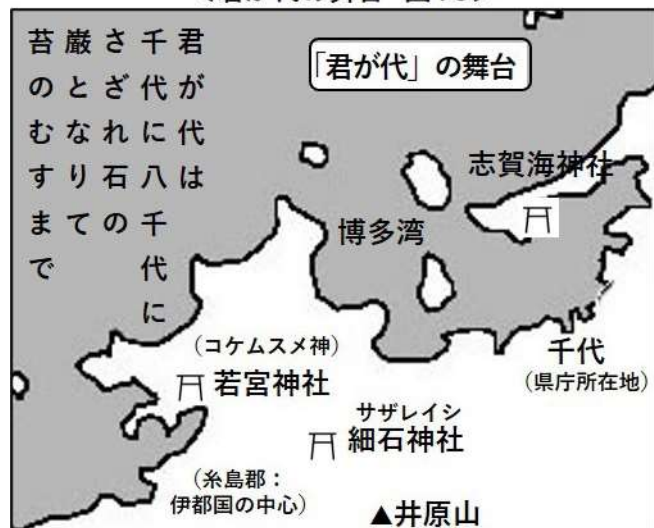 「君が代」の舞台
君が代は
千代に八千代に
さざれ石の
巌となりて
苔のむすまで
志賀海神社
博多湾
千代
（県庁所在地）
（コケムスメ神）
若宮神社
サザレイシ
細石神社
（糸島郡：
伊都国の中心）
▲井原山